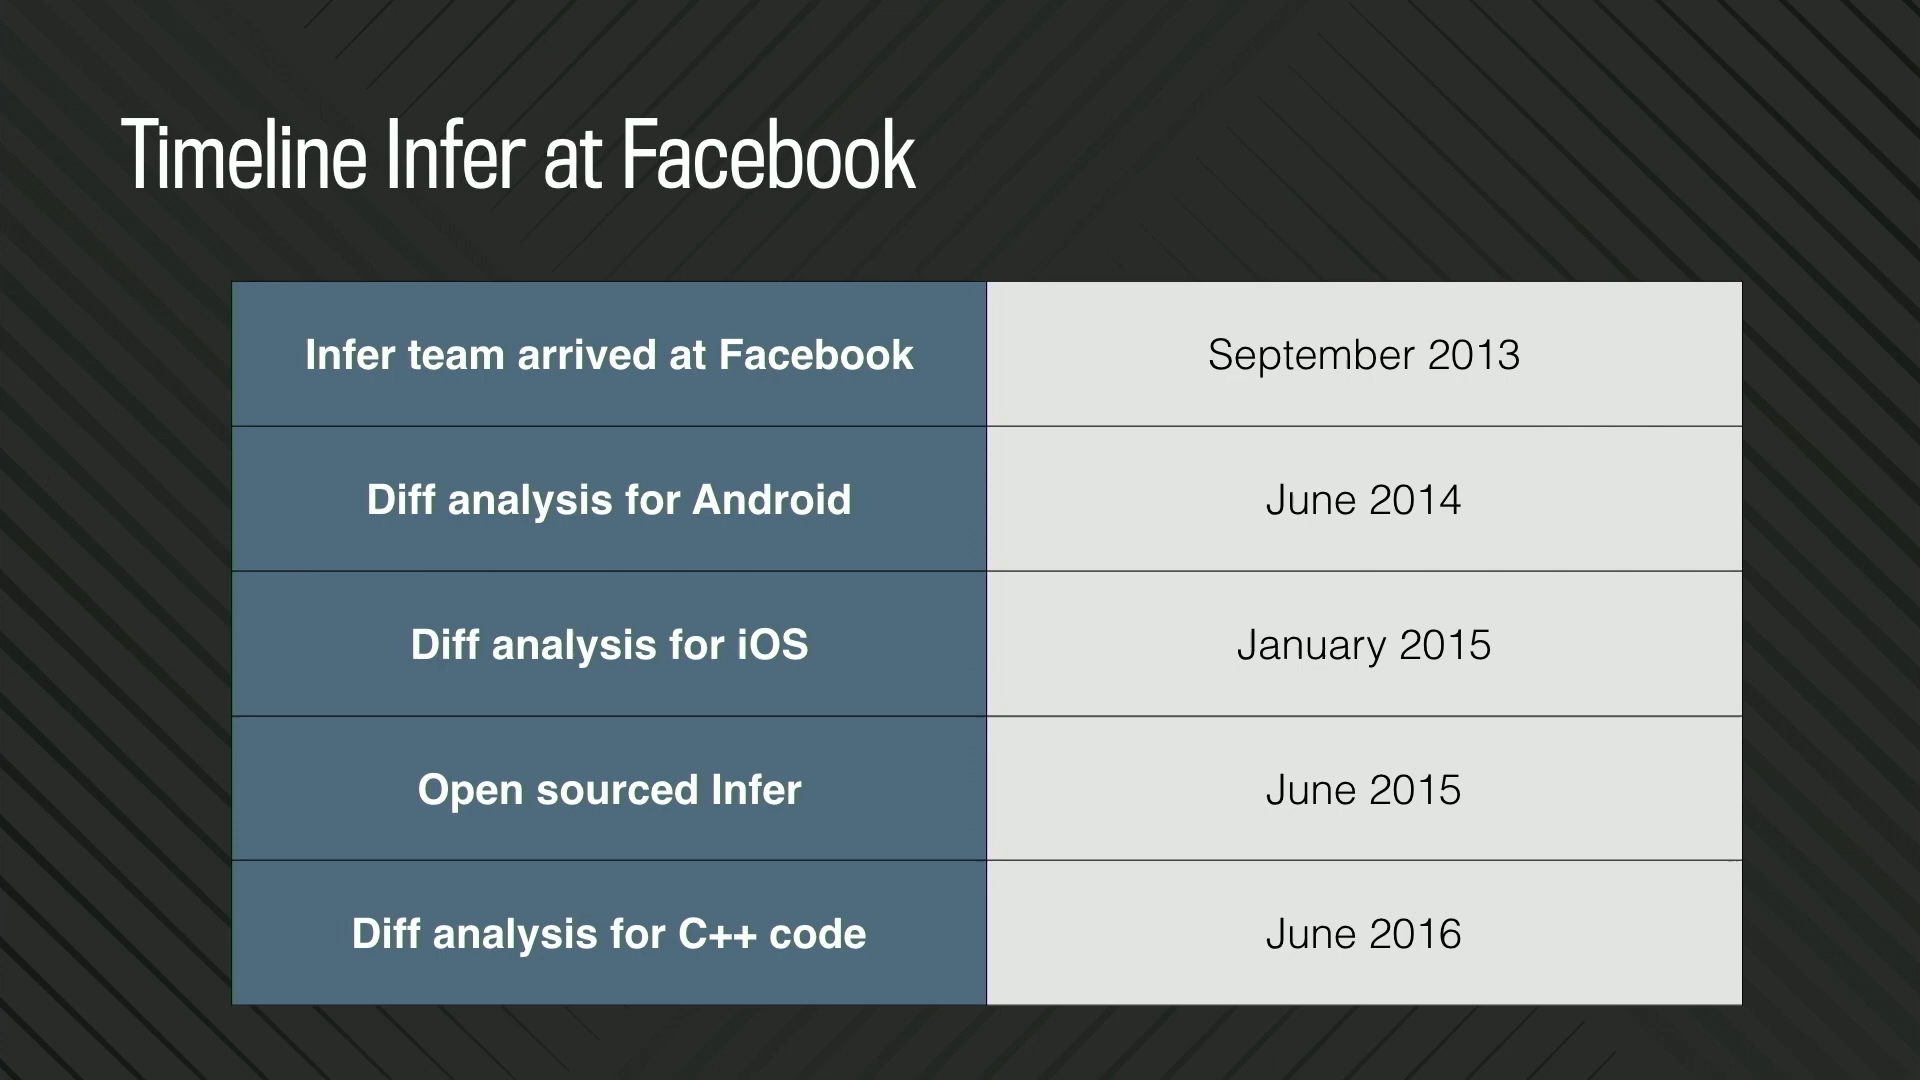 Timeline Infer at Facebook
Infer team arrived at Facebook
September 2013
Diff analysis for Android
June 2014
Diff analysis for iOS
January 2015
Open sourced Infer
June 2015
Diff analysis for C++ code
June 2016